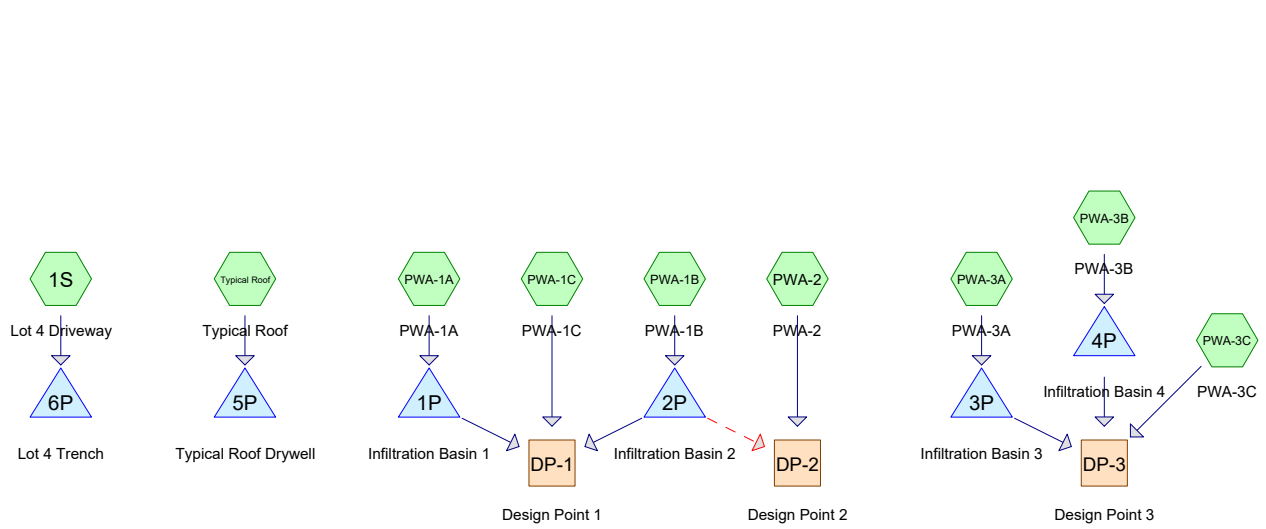 PWA-3B
PWA-3B
1S
Lot 4 Driveway
6P
Lot 4 Trench
Typical Roof
Typical Roof
5P
Typical Roof Drywell
PWA-1A
PWA-1A
1P
Infiltration Basin 1
PWA-1C
PWA-1C
DP-1
Design Point 1
PWA-1B
PWA-1B
2P
Infiltration Basin 2
PWA-2
PWA-2
DP-2
Design Point 2
PWA-3A
PWA-3A
3P
Infiltration Basin 3
4P
Infiltration Basin 4
PWA-3C
PWA-3C
DP-3
Design Point 3